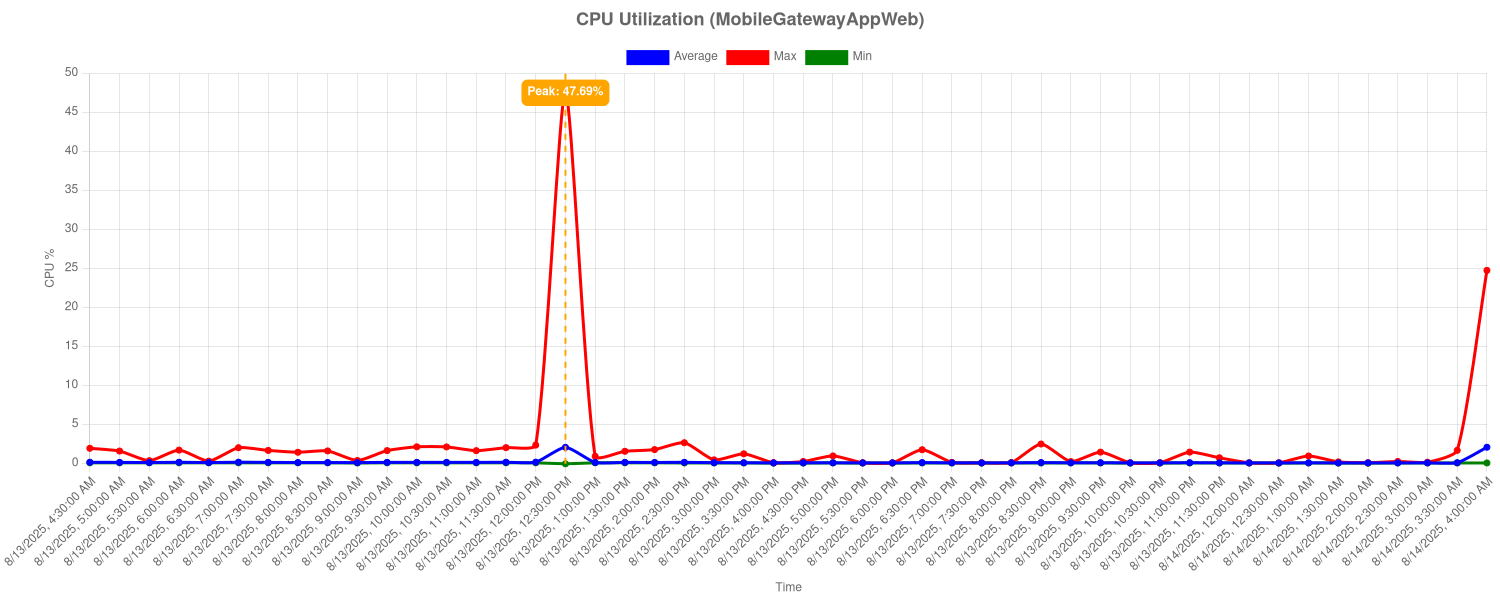 CPU Utilization (MobileGatewayAppWeb)
Average Max Min
Peak: 47.69%
50
45
40
35
30
25
20
15
10
5
0
CPU %
8/13/2025, 4:30:00 AM
8/13/2025, 5:00:00 AM
8/13/2025, 5:30:00 AM
8/13/2025, 6:00:00 AM
8/13/2025, 6:30:00 AM
8/13/2025, 7:00:00 AM
8/13/2025, 7:30:00 AM
8/13/2025, 8:00:00 AM
8/13/2025, 8:30:00 AM
8/13/2025, 9:00:00 AM
8/13/2025, 9:30:00 AM
8/13/2025, 10:00:00 AM
8/13/2025, 10:30:00 AM
8/13/2025, 11:00:00 AM
8/13/2025, 11:30:00 AM
8/13/2025, 12:00:00 PM
8/13/2025, 12:30:00 PM
8/13/2025, 1:00:00 PM
8/13/2025, 1:30:00 PM
8/13/2025, 2:00:00 PM
8/13/2025, 2:30:00 PM
8/13/2025, 3:00:00 PM
8/13/2025, 3:30:00 PM
8/13/2025, 4:00:00 PM
8/13/2025, 4:30:00 PM
8/13/2025, 5:00:00 PM
8/13/2025, 5:30:00 PM
8/13/2025, 6:00:00 PM
8/13/2025, 6:30:00 PM
8/13/2025, 7:00:00 PM
8/13/2025, 7:30:00 PM
8/13/2025, 8:00:00 PM
8/13/2025, 8:30:00 PM
8/13/2025, 9:00:00 PM
8/13/2025, 9:30:00 PM
8/13/2025, 10:00:00 PM
8/13/2025, 10:30:00 PM
8/13/2025, 11:00:00 PM
8/13/2025, 11:30:00 PM
8/14/2025, 12:00:00 AM
8/14/2025, 12:30:00 AM
8/14/2025, 1:00:00 AM
8/14/2025, 1:30:00 AM
8/14/2025, 2:00:00 AM
8/14/2025, 2:30:00 AM
8/14/2025, 3:00:00 AM
8/14/2025, 3:30:00 AM
8/14/2025, 4:00:00 AM
Time